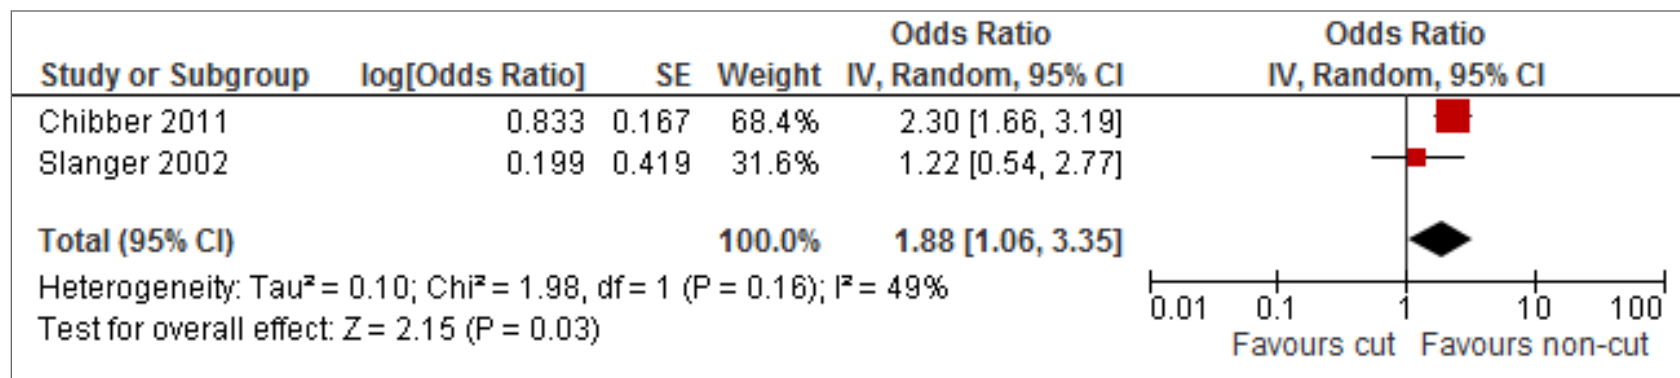 Odds Ratio Odds Ratio
Study or Subgroup log[Odds Ratio] SE Weight IV, Random, 95% CI IV, Random, 95% CI
Chibber 2011 0.833 0.167 68.4% 2.30 [1.66, 3.19]
Slanger 2002 0.199 0.419 31.6% 1.22 [0.54, 2.77]
Total (95% CI) 100.0% 1.88 [1.06, 3.35]
Heterogeneity: Tau² = 0.10; Chi² = 1.98, df = 1 (P = 0.16); I² = 49%
Test for overall effect: Z = 2.15 (P = 0.03)
0.01 0.1 1 10 100
Favours cut Favours non-cut